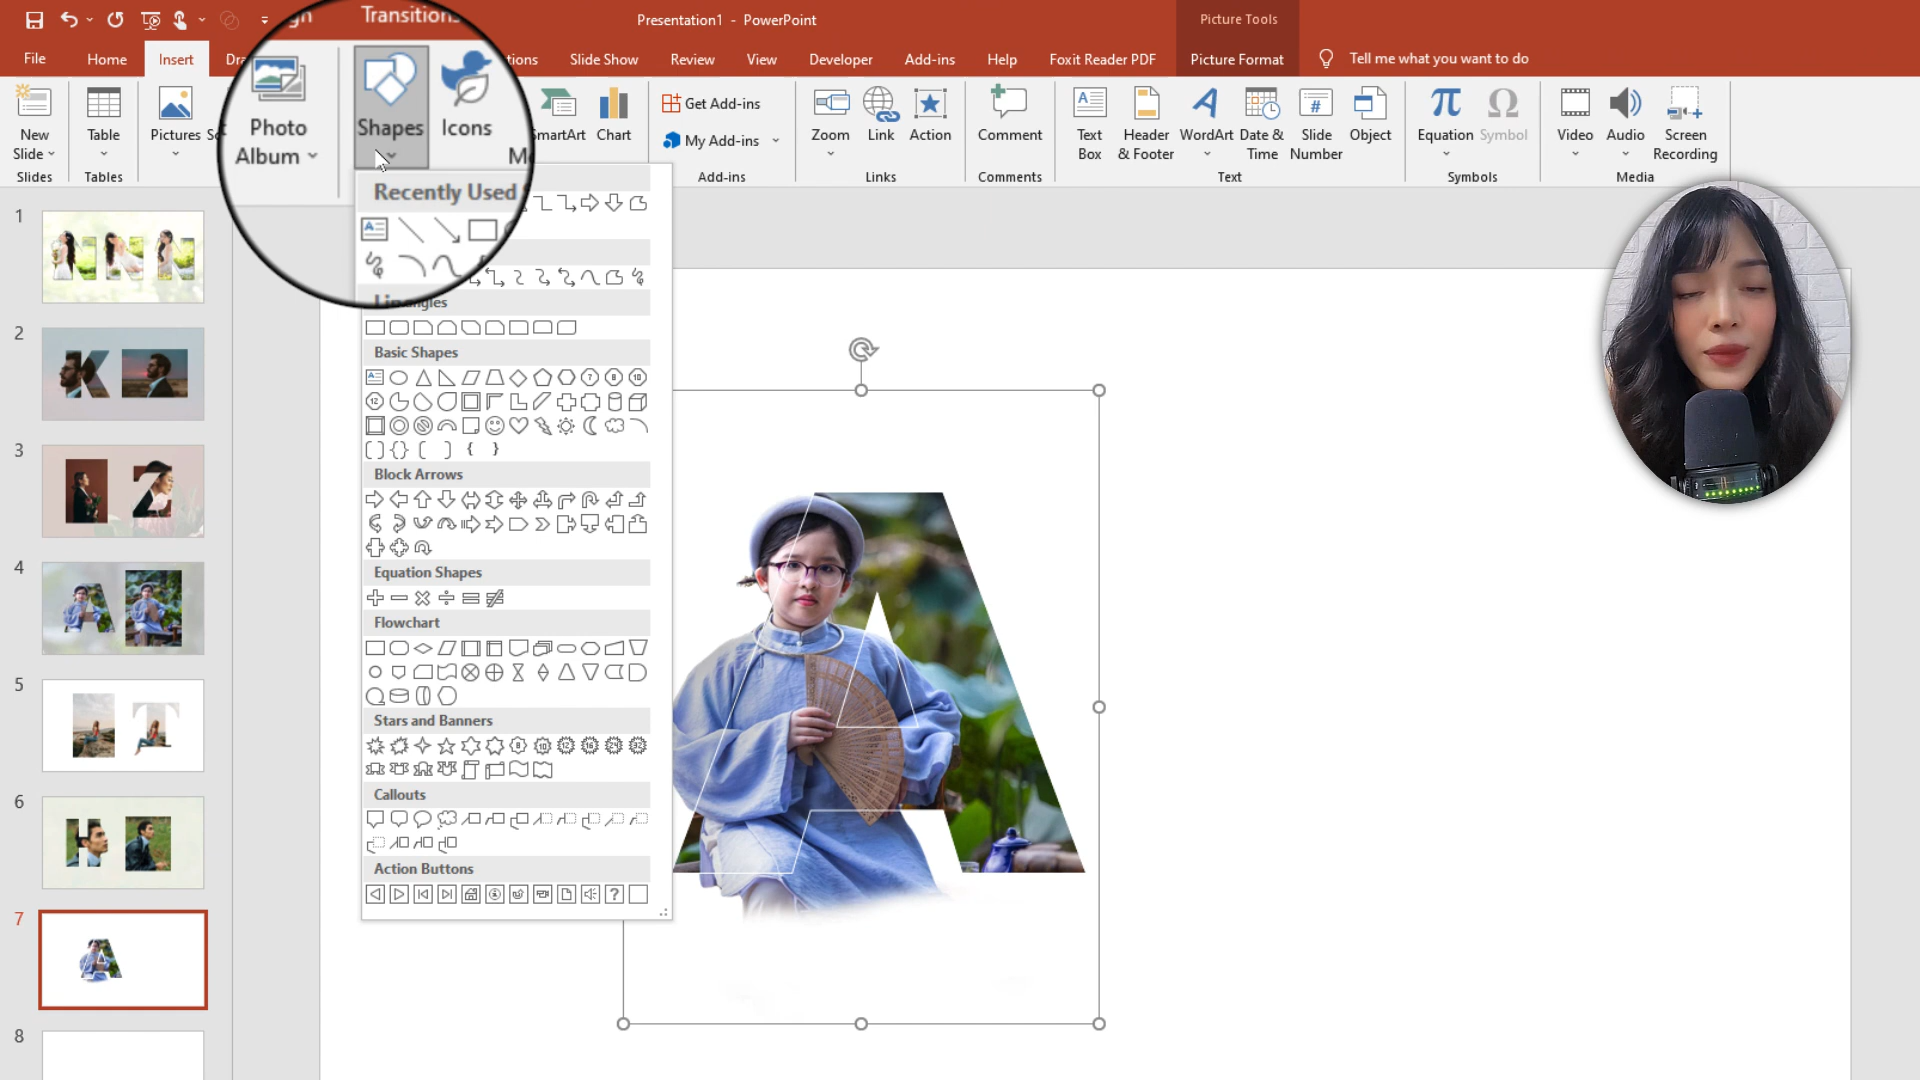 Presentation1 - PowerPoint
Picture Tools
Transitions
File
Home
Insert
Slide Show
Review
View
Developer
Add-ins
Help
Foxit Reader PDF
Picture Format
Tell me what you want to do
New
Slide
Slides
Table
Tables
Pictures
Photo
Album
Shapes
Icons
SmartArt
Chart
Get Add-ins
My Add-ins
Add-ins
Zoom
Link
Action
Links
Comment
Comments
Text
Box
Header
& Footer
WordArt
Date &
Time
Slide
Number
Object
Text
Equation
Symbol
Symbols
Video
Audio
Screen
Recording
Media
Recently Used
Basic Shapes
Block Arrows
Equation Shapes
Flowchart
Stars and Banners
Callouts
Action Buttons
1
2
3
4
5
6
7
8